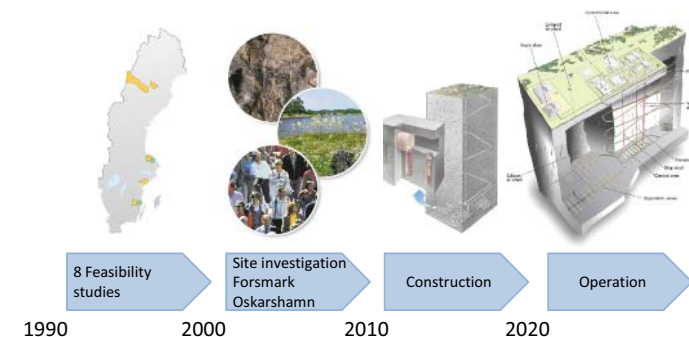 8 Feasibility
studies
Site investigation
Forsmark
Oskarshamn
Construction
Operation
1990
2000
2010
2020